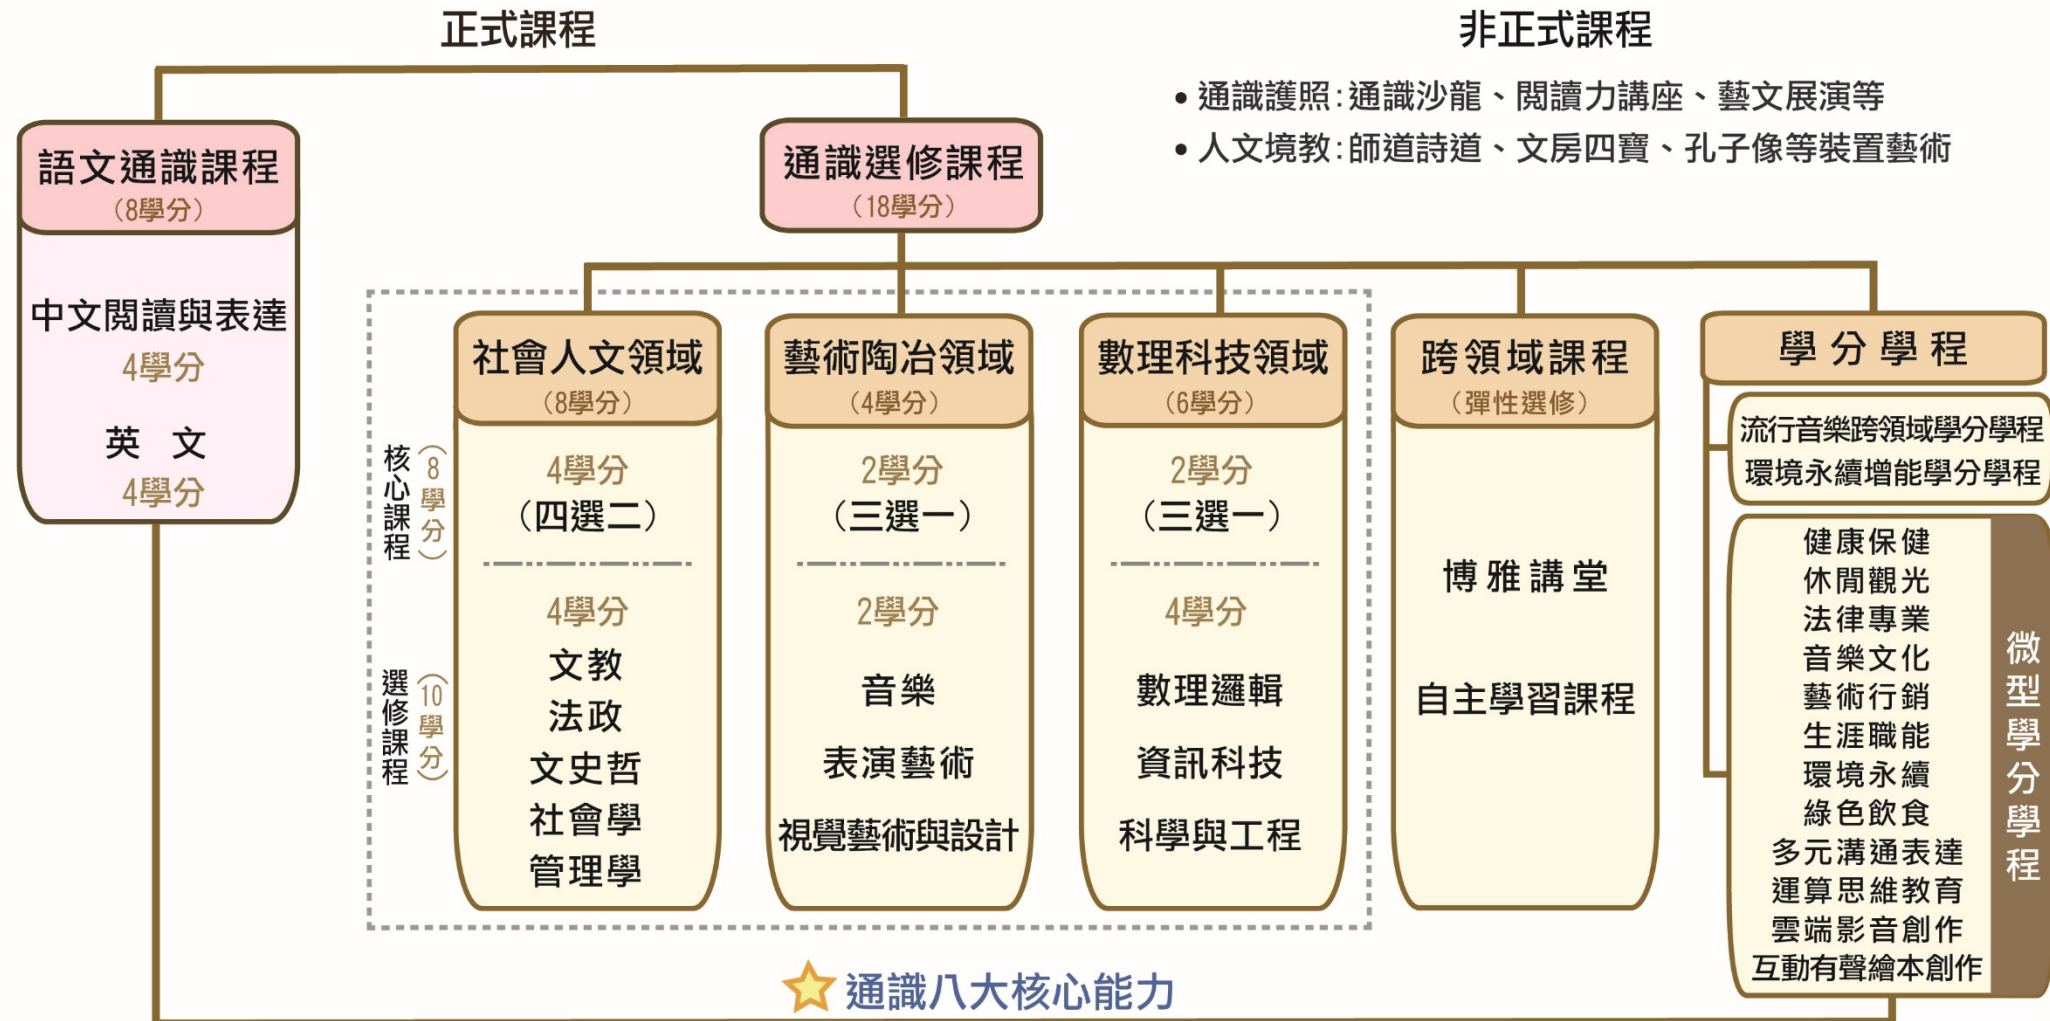 正式課程
非正式課程
• 通識護照:通識沙龍、閱讀力講座、藝文展演等
• 人文境教:師道詩道、文房四寶、孔子像等裝置藝術
語文通識課程
（8學分）
中文閱讀與表達
4學分
英 文
4學分
通識選修課程
（18學分）
核心課程
（8學分）
選修課程
（10學分）
社會人文領域
（8學分）
4學分
（四選二）
4學分
文教
法政
文史哲
社會學
管理學
藝術陶冶領域
（4學分）
2學分
（三選一）
2學分
音樂
表演藝術
視覺藝術與設計
數理科技領域
（6學分）
2學分
（三選一）
4學分
數理邏輯
資訊科技
科學與工程
跨領域課程
（彈性選修）
博雅講堂
自主學習課程
學分學程
流行音樂跨領域學分學程
環境永續增能學分學程
健康保健
休閒觀光
法律專業
音樂文化
藝術行銷
生涯職能
環境永續
綠色飲食
多元溝通表達
運算思維教育
雲端影音創作
互動有聲繪本創作
微型學分學程
通識八大核心能力